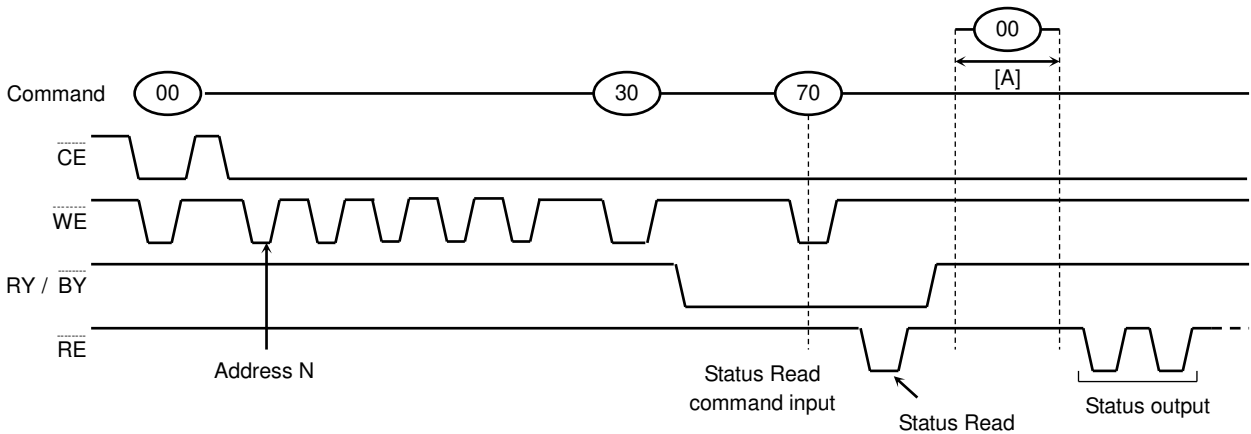 00
[A]
Command 00 30 70
CE
WE
RY / BY
RE
Address N
Status Read
command input
Status Read
Status output